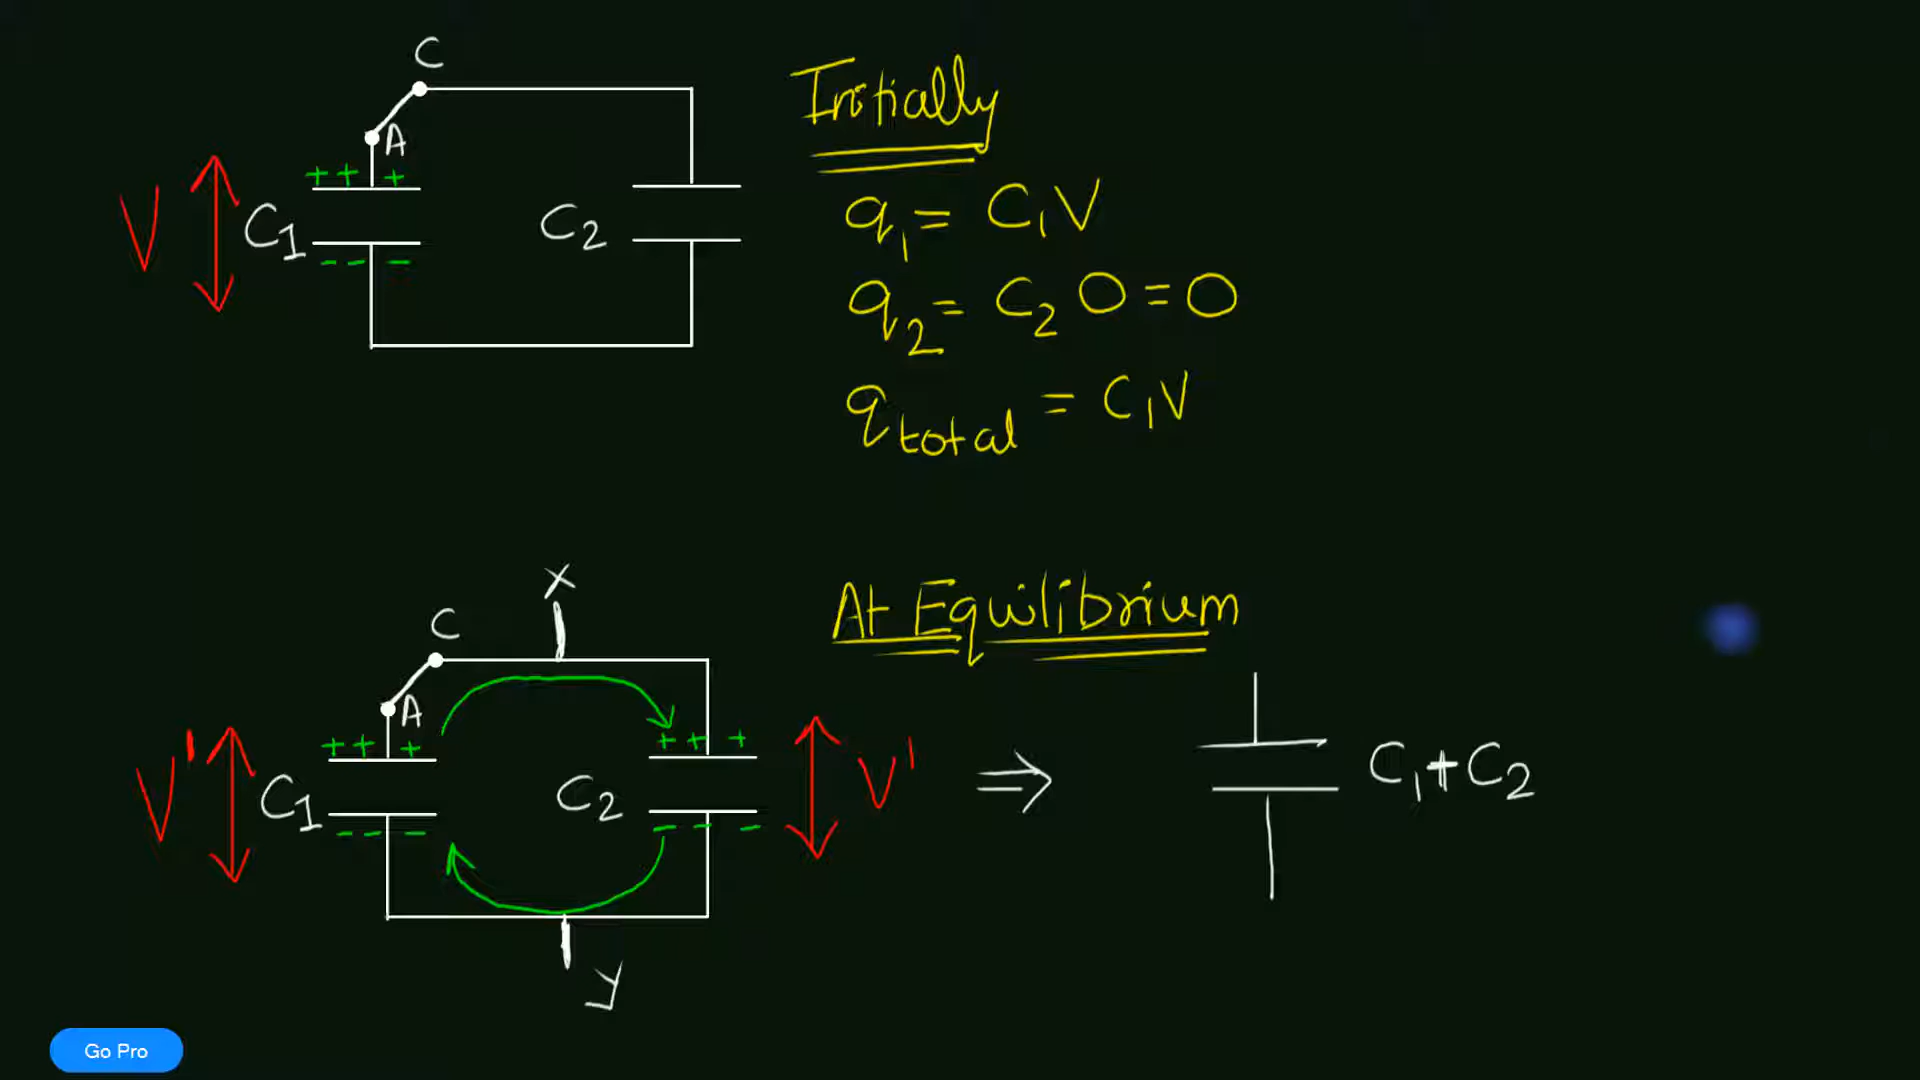 C
A
V
C1
C2
Initially
q1 = C1V
q2 = C2 0 = 0
qtotal = C1V
X
C
A
V'
C1
C2
V'
y
At Equilibrium
⇒
C1+C2
Go Pro